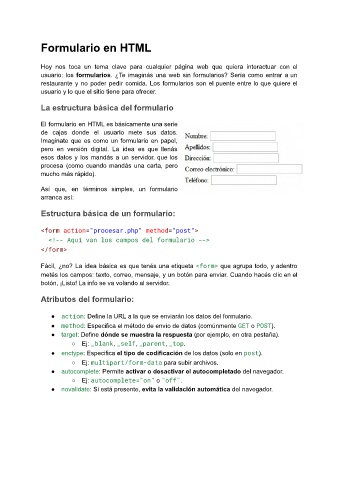 Formulario en HTML
Hoy nos toca un tema clave para cualquier página web que quiera interactuar con el
usuario: los formularios. ¿Te imaginás una web sin formularios? Sería como entrar a un
restaurante y no poder pedir comida. Los formularios son el puente entre lo que quiere el
usuario y lo que el sitio tiene para ofrecer.
La estructura básica del formulario
El formulario en HTML es básicamente una serie
de cajas donde el usuario mete sus datos.
Imaginate que es como un formulario en papel,
pero en versión digital. La idea es que llenás
esos datos y los mandás a un servidor, que los
procesa (como cuando mandás una carta, pero
mucho más rápido).
Nombre:
Apellidos:
Dirección:
Correo electrónico:
Teléfono:
Así que, en términos simples, un formulario
arranca así:
Estructura básica de un formulario:
<form action="procesar.php" method="post">
<!-- Aquí van los campos del formulario -->
</form>
Fácil, ¿no? La idea básica es que tenés una etiqueta <form> que agrupa todo, y adentro
metés los campos: texto, correo, mensaje, y un botón para enviar. Cuando hacés clic en el
botón, ¡Listo! La info se va volando al servidor.
Atributos del formulario:
● action: Define la URL a la que se enviarán los datos del formulario.
● method: Especifica el método de envío de datos (comúnmente GET o POST).
● target: Define dónde se muestra la respuesta (por ejemplo, en otra pestaña).
○ Ej: _blank, _self, _parent, _top.
● enctype: Especifica el tipo de codificación de los datos (solo en post).
○ Ej: multipart/form-data para subir archivos.
● autocomplete: Permite activar o desactivar el autocompletado del navegador.
○ Ej: autocomplete="on" o "off".
● novalidate: Si está presente, evita la validación automática del navegador.